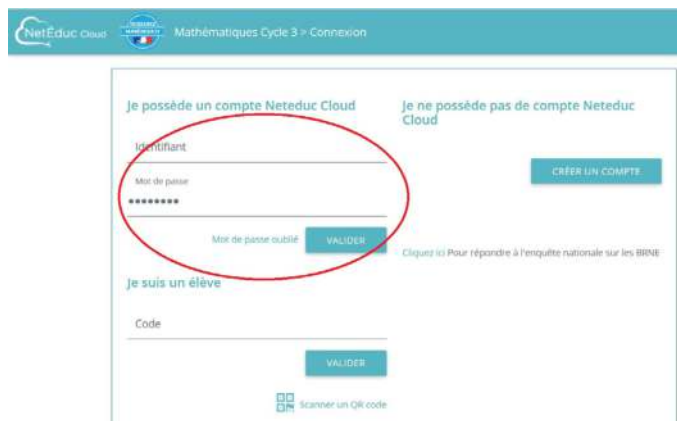 NetÉduc Cloud
Mathématiques Cycle 3 > Connexion
Je possède un compte Neteduc Cloud
Identifiant
Mot de passe
********
Mot de passe oublié
VALIDER
Je suis un élève
Code
VALIDER
Scanner un QR code
Je ne possède pas de compte Neteduc
Cloud
CRÉER UN COMPTE
Cliquez ici Pour répondre à l'enquête nationale sur les BRNE